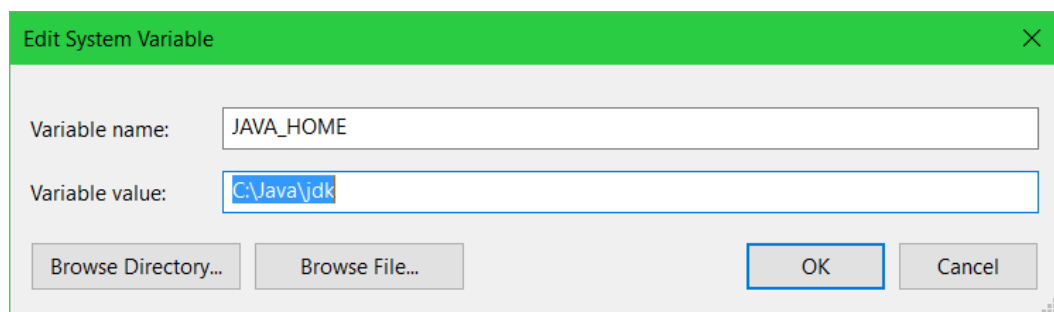 Edit System Variable
Variable name: JAVA_HOME
Variable value: C:\Java\jdk
Browse Directory... Browse File... OK Cancel